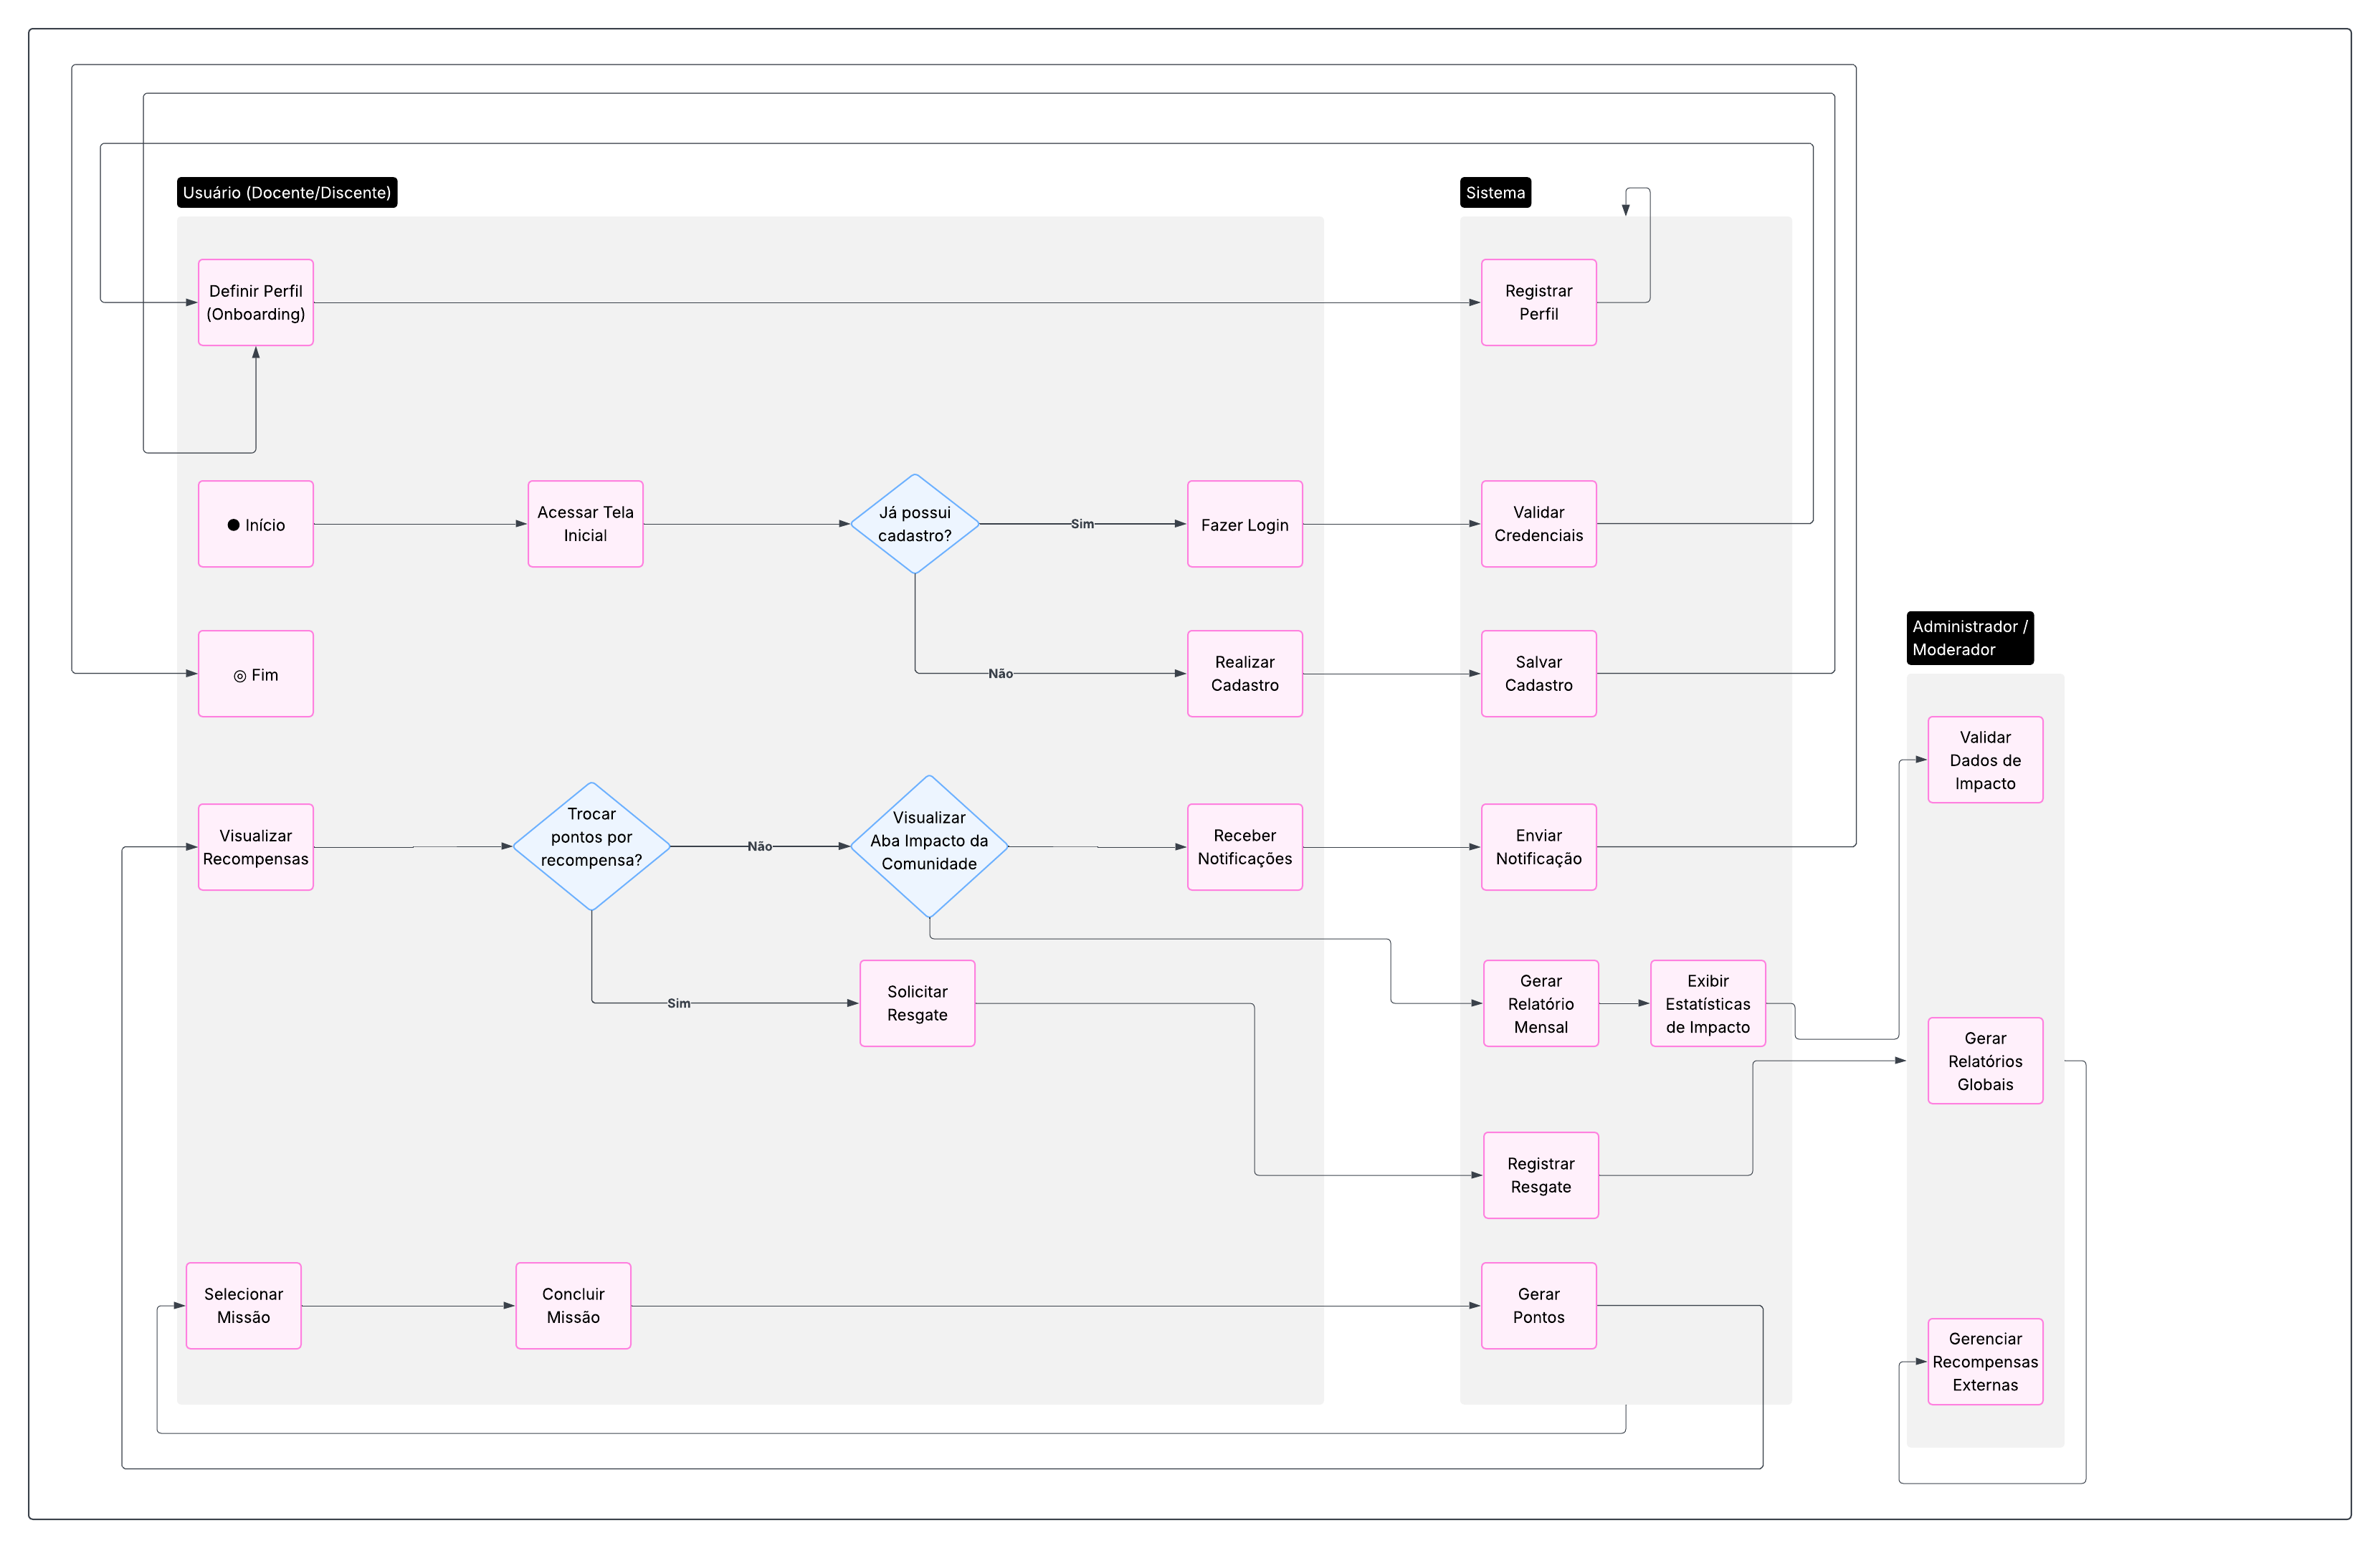 Usuário (Docente/Discente)
Sistema
Definir Perfil
(Onboarding)
Registrar
Perfil
● Início
Acessar Tela
Inicial
Já possui
cadastro?
Sim
Fazer Login
Validar
Credenciais
◎ Fim
Não
Realizar
Cadastro
Salvar
Cadastro
Administrador /
Moderador
Validar
Dados de
Impacto
Visualizar
Recompensas
Trocar
pontos por
recompensa?
Não
Visualizar
Aba Impacto da
Comunidade
Receber
Notificações
Enviar
Notificação
Sim
Solicitar
Resgate
Gerar
Relatório
Mensal
Exibir
Estatísticas
de Impacto
Gerar
Relatórios
Globais
Registrar
Resgate
Selecionar
Missão
Concluir
Missão
Gerar
Pontos
Gerenciar
Recompensas
Externas